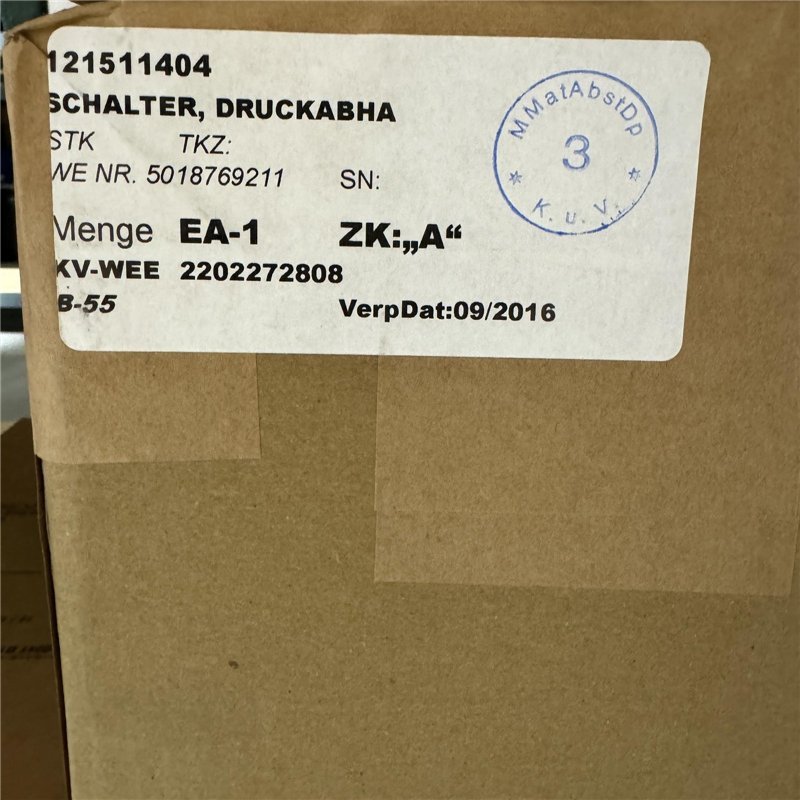 121511404
SCHALTER, DRUCKABHA
STK TKZ:
WE NR. 5018769211 SN:
Menge EA-1 ZK:„A“
KV-WEE 2202272808
B-55 VerpDat:09/2016
MMatAbstDp
3
* K. u. V. *